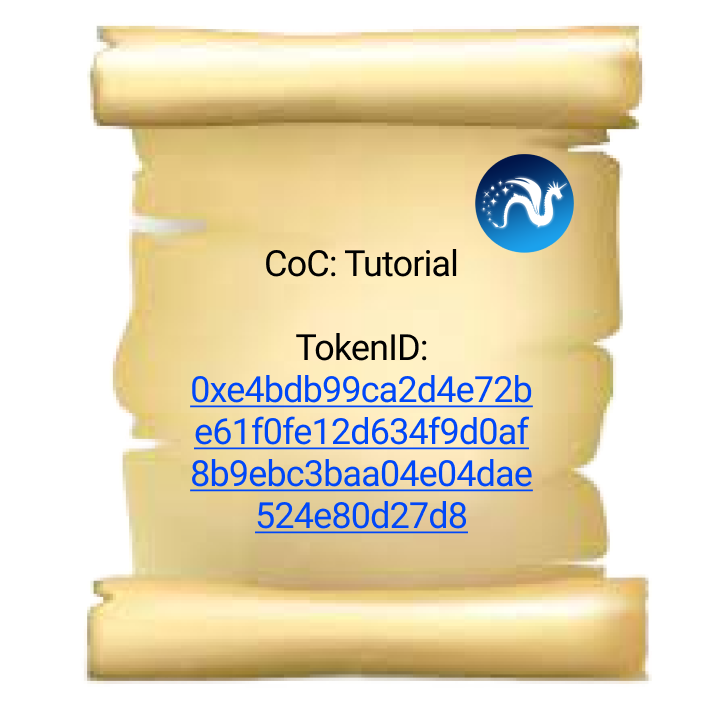 CoC: Tutorial
TokenID:
0xe4bdb99ca2d4e72b
e61f0fe12d634f9d0af
8b9ebc3baa04e04dae
524e80d27d8